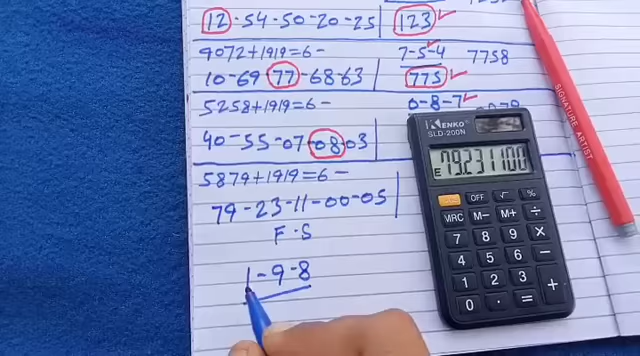 12-54-50-20-25 123
4072+1919=6-
7-5-4 7758
10-69-77-68-63 775
5258+1919=6- 0-8-7
40-55-07-08-03
5879+1919=6-
79-23-11-00-05
F.S
1-9-8
KENKO
SLD-200N
E 79.231100
OFF √ %
MRC M- M+ ÷
7 8 9 ×
4 5 6 -
1 2 3 +
0 . =
SIGNATURE ARTIST